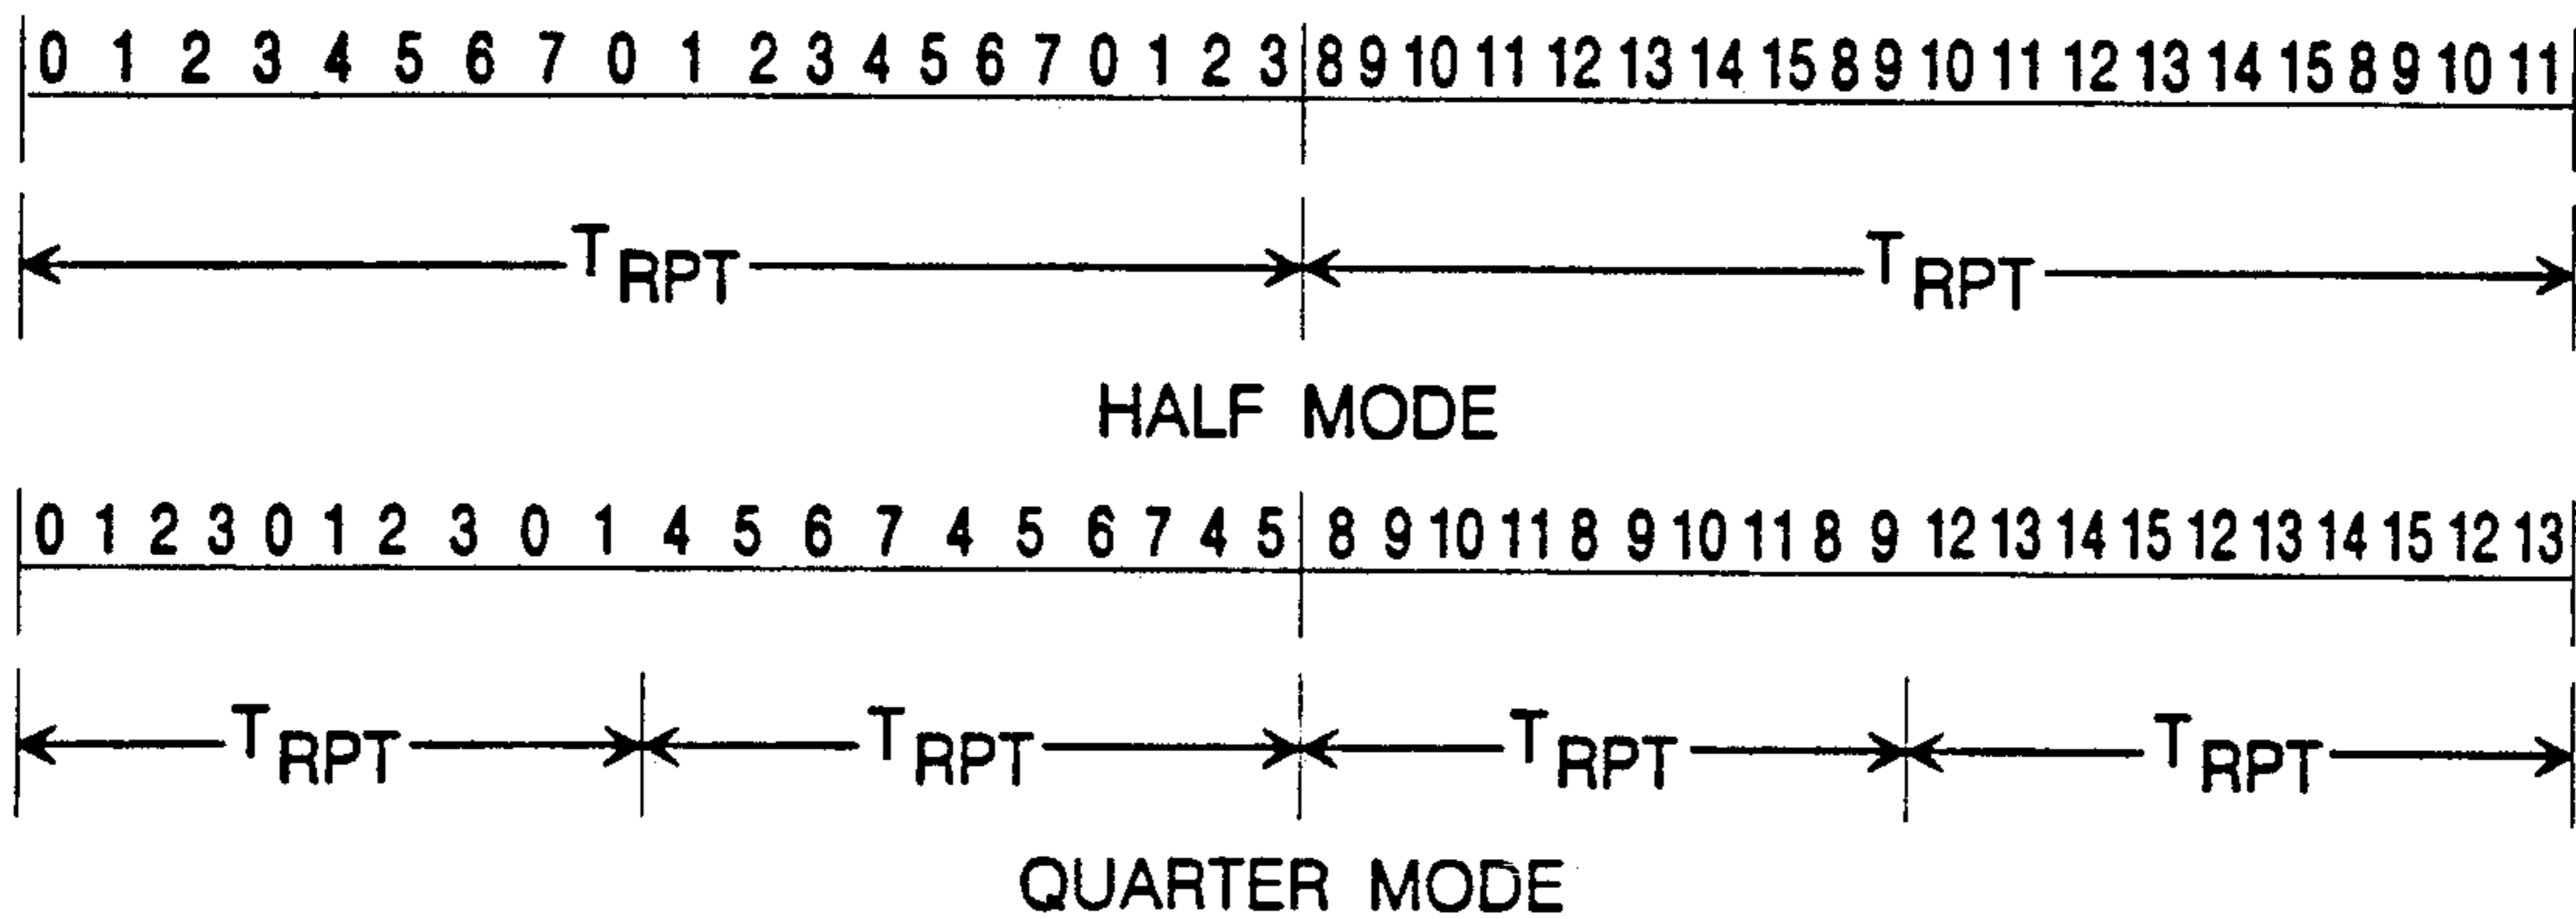 0 1 2 3 4 5 6 7 0 1 2 3 4 5 6 7 0 1 2 3 8 9 10 11 12 13 14 15 8 9 10 11 12 13 14 15 8 9 10 11
TRPT TRPT
HALF MODE
0 1 2 3 0 1 2 3 0 1 4 5 6 7 4 5 6 7 4 5 8 9 10 11 8 9 10 11 8 9 12 13 14 15 12 13 14 15 12 13
TRPT TRPT TRPT TRPT
QUARTER MODE